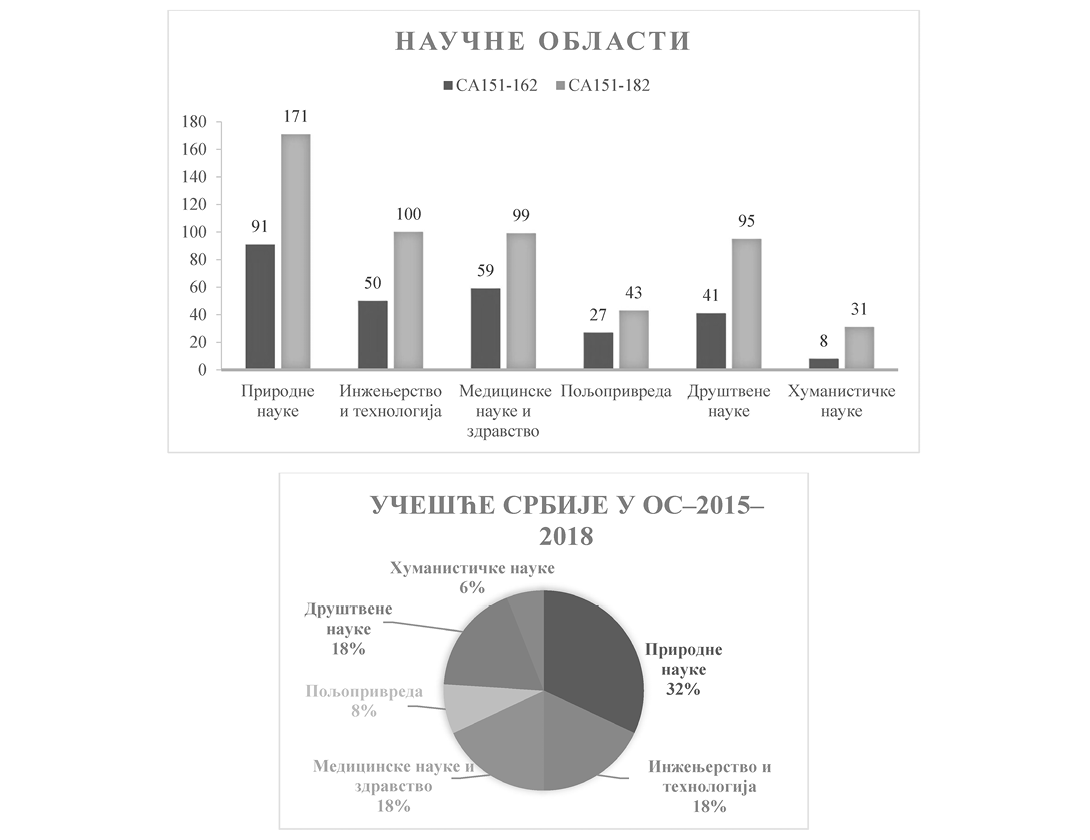 НАУЧНЕ ОБЛАСТИ
СА151-162 СА151-182
180
160
140
120
100
80
60
40
20
0
91 171
50 100
59 99
27 43
41 95
8 31
Природне
науке
Инжењерство
и технологија
Медицинске
науке и
здравство
Пољопривреда
Друштвене
науке
Хуманистичке
науке
УЧЕШЋЕ СРБИЈЕ У ОС–2015–
2018
Хуманистичке науке
6%
Друштвене
науке
18%
Природне
науке
32%
Пољопривреда
8%
Медицинске науке и
здравство
18%
Инжењерство и
технологија
18%